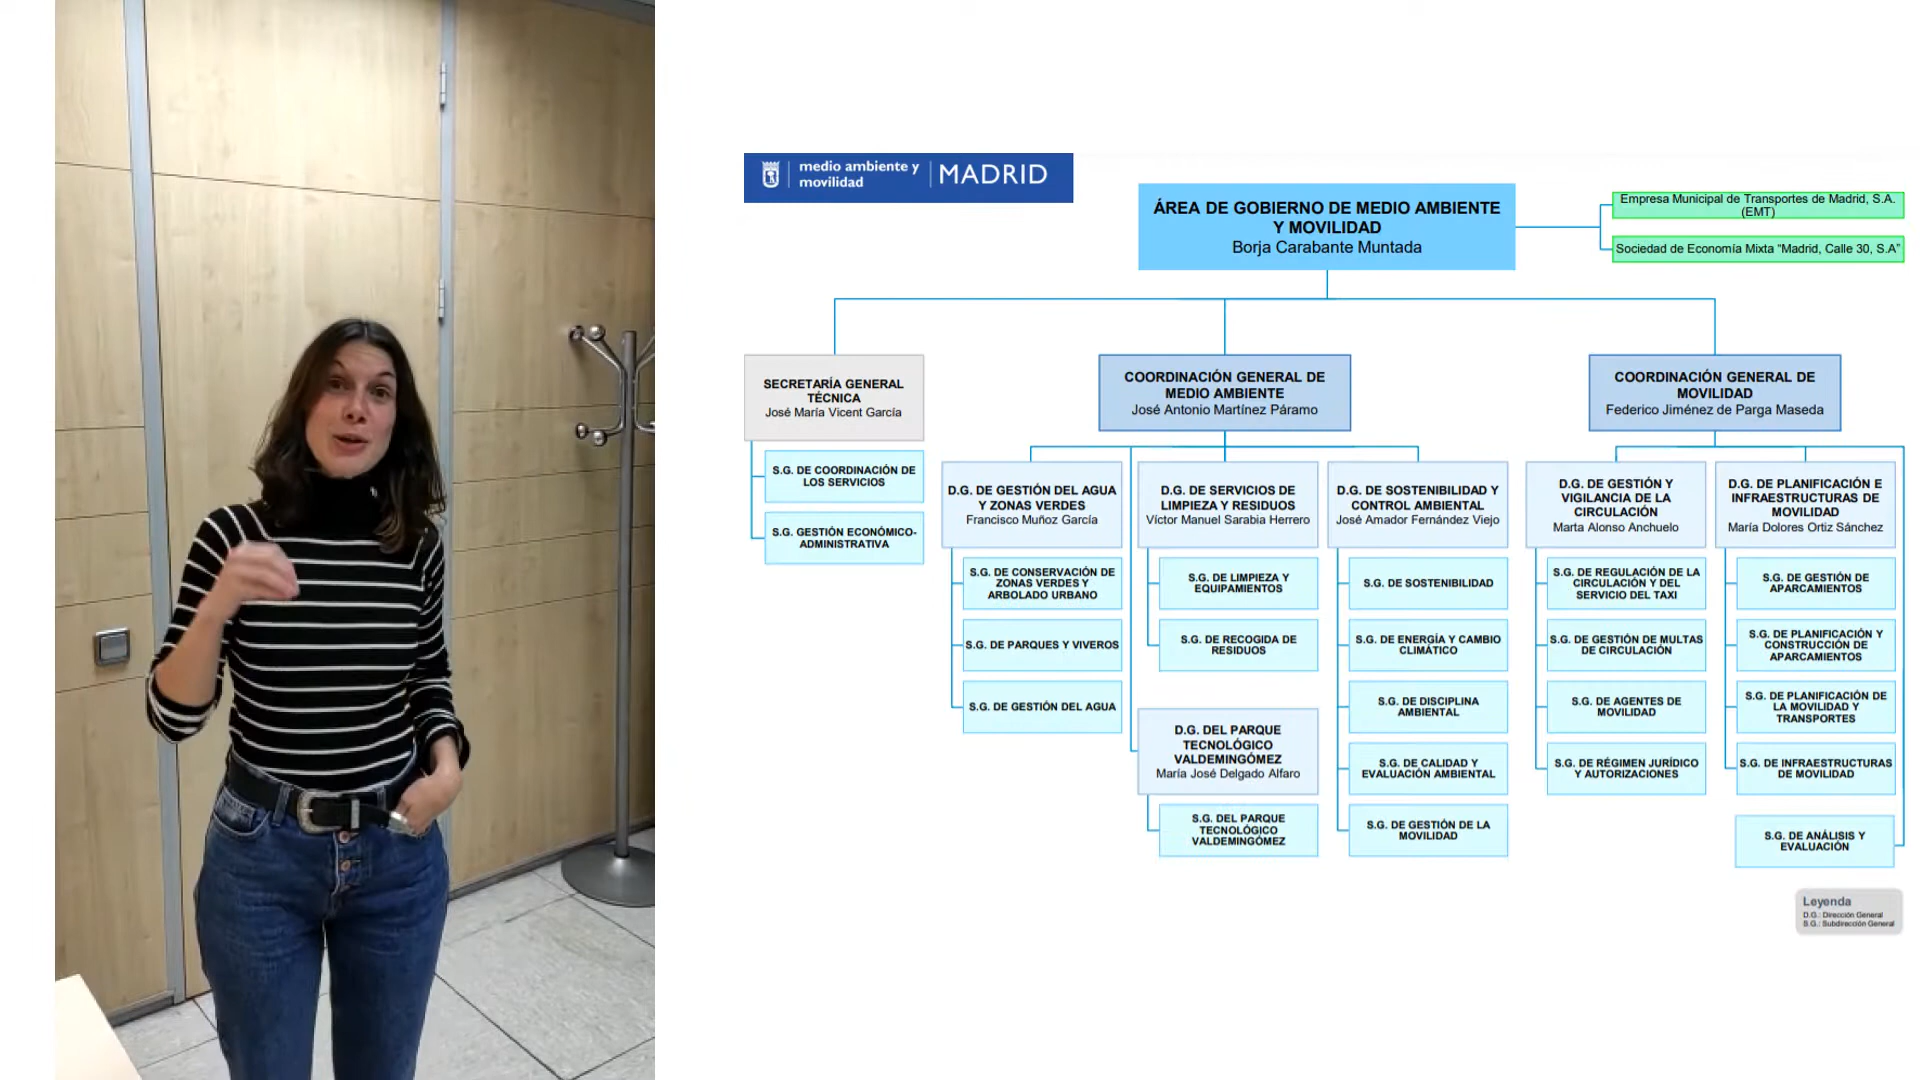 medio ambiente y
movilidad
MADRID
ÁREA DE GOBIERNO DE MEDIO AMBIENTE
Y MOVILIDAD
Borja Carabante Muntada
Empresa Municipal de Transportes de Madrid, S.A.
(EMT)
Sociedad de Economía Mixta "Madrid, Calle 30, S.A"
SECRETARÍA GENERAL
TÉCNICA
José María Vicent García
S.G. DE COORDINACIÓN DE
LOS SERVICIOS
S.G. GESTIÓN ECONÓMICO-
ADMINISTRATIVA
COORDINACIÓN GENERAL DE
MEDIO AMBIENTE
José Antonio Martínez Páramo
D.G. DE GESTIÓN DEL AGUA
Y ZONAS VERDES
Francisco Muñoz García
S.G. DE CONSERVACIÓN DE
ZONAS VERDES Y
ARBOLADO URBANO
S.G. DE PARQUES Y VIVEROS
S.G. DE GESTIÓN DEL AGUA
D.G. DE SERVICIOS DE
LIMPIEZA Y RESIDUOS
Víctor Manuel Sarabia Herrero
S.G. DE LIMPIEZA Y
EQUIPAMIENTOS
S.G. DE RECOGIDA DE
RESIDUOS
D.G. DEL PARQUE
TECNOLÓGICO
VALDEMINGÓMEZ
María José Delgado Alfaro
S.G. DEL PARQUE
TECNOLÓGICO
VALDEMINGÓMEZ
D.G. DE SOSTENIBILIDAD Y
CONTROL AMBIENTAL
José Amador Fernández Viejo
S.G. DE SOSTENIBILIDAD
S.G. DE ENERGÍA Y CAMBIO
CLIMÁTICO
S.G. DE DISCIPLINA
AMBIENTAL
S.G. DE CALIDAD Y
EVALUACIÓN AMBIENTAL
S.G. DE GESTIÓN DE LA
MOVILIDAD
COORDINACIÓN GENERAL DE
MOVILIDAD
Federico Jiménez de Parga Maseda
D.G. DE GESTIÓN Y
VIGILANCIA DE LA
CIRCULACIÓN
Marta Alonso Anchuelo
S.G. DE REGULACIÓN DE LA
CIRCULACIÓN Y DEL
SERVICIO DEL TAXI
S.G. DE GESTIÓN DE MULTAS
DE CIRCULACIÓN
S.G. DE AGENTES DE
MOVILIDAD
S.G. DE RÉGIMEN JURÍDICO
Y AUTORIZACIONES
D.G. DE PLANIFICACIÓN E
INFRAESTRUCTURAS DE
MOVILIDAD
María Dolores Ortiz Sánchez
S.G. DE GESTIÓN DE
APARCAMIENTOS
S.G. DE PLANIFICACIÓN Y
CONSTRUCCIÓN DE
APARCAMIENTOS
S.G. DE PLANIFICACIÓN DE
LA MOVILIDAD Y
TRANSPORTES
S.G. DE INFRAESTRUCTURAS
DE MOVILIDAD
S.G. DE ANÁLISIS Y
EVALUACIÓN
Leyenda
D.G.: Dirección General
S.G.: Subdirección General